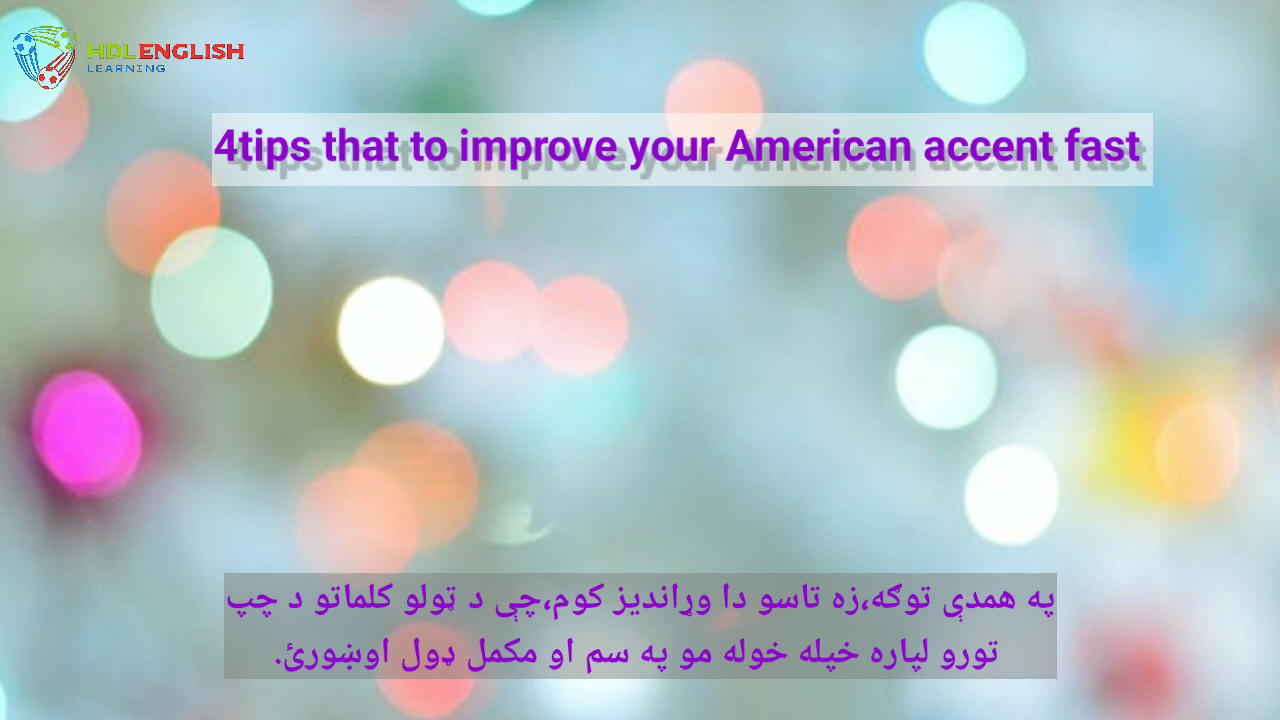 HDLENGLISH
LEARNING
4tips that to improve your American accent fast
په همدې توګه،زه تاسو دا وړاندیز کوم،چې د ټولو کلماتو د چپ
تورو لپاره خپله خوله مو په سم او مکمل ډول اوښورئ.